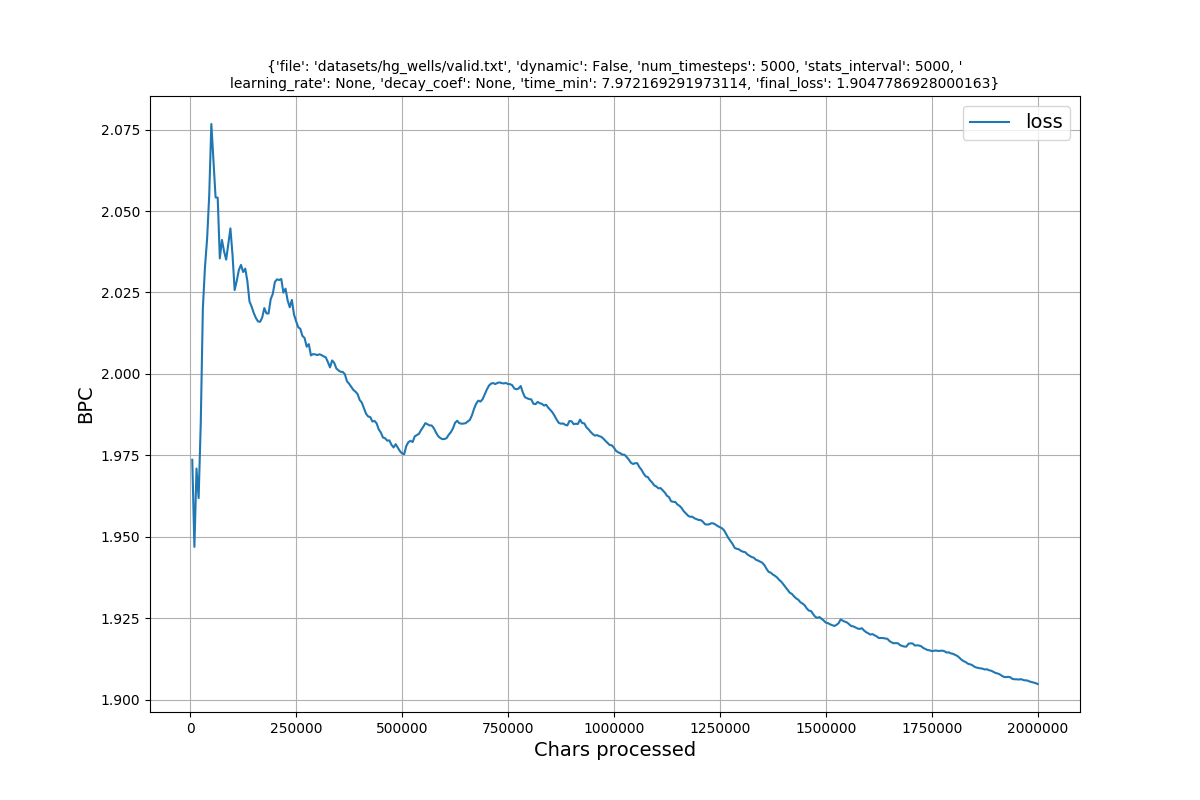 {'file': 'datasets/hg_wells/valid.txt', 'dynamic': False, 'num_timesteps': 5000, 'stats_interval': 5000, '
learning_rate': None, 'decay_coef': None, 'time_min': 7.972169291973114, 'final_loss': 1.9047786928000163}
loss
2.075
2.050
2.025
2.000
1.975
1.950
1.925
1.900
BPC
0 250000 500000 750000 1000000 1250000 1500000 1750000 2000000
Chars processed